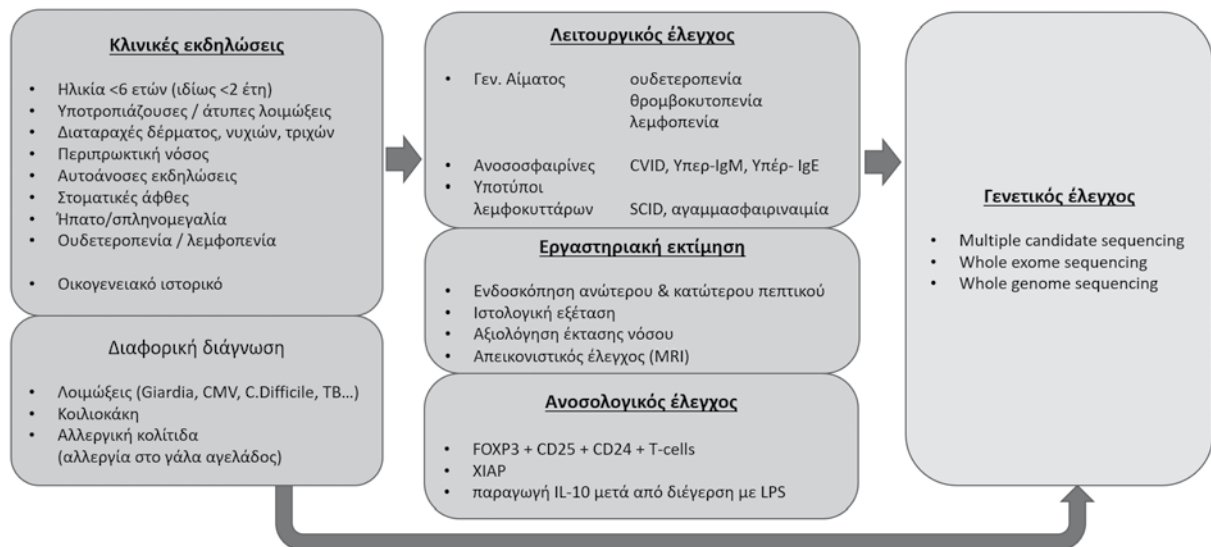 Κλινικές εκδηλώσεις
• Ηλικία <6 ετών (ιδίως <2 έτη)
• Υποτροπιάζουσες / άτυπες λοιμώξεις
• Διαταραχές δέρματος, νυχιών, τριχών
• Περιπρωκτική νόσος
• Αυτοάνοσες εκδηλώσεις
• Στοματικές άφθες
• Ήπατο/σπληνομεγαλία
• Ουδετεροπενία / λεμφοπενία
• Οικογενειακό ιστορικό
Διαφορική διάγνωση
• Λοιμώξεις (Giardia, CMV, C.Difficile, TB...)
• Κοιλιοκάκη
• Αλλεργική κολίτιδα
(αλλεργία στο γάλα αγελάδος)
Λειτουργικός έλεγχος
• Γεν. Αίματος ουδετεροπενία
θρομβοκυτοπενία
λεμφοπενία
• Ανοσοσφαιρίνες CVID, Υπερ-IgM, Υπέρ- IgE
• Υποτύποι
λεμφοκυττάρων SCID, αγαμμασφαιριναιμία
Εργαστηριακή εκτίμηση
• Ενδοσκόπηση ανώτερου & κατώτερου πεπτικού
• Ιστολογική εξέταση
• Αξιολόγηση έκτασης νόσου
• Απεικονιστικός έλεγχος (MRI)
Ανοσολογικός έλεγχος
• FOXP3 + CD25 + CD24 + T-cells
• XIAP
• παραγωγή IL-10 μετά από διέγερση με LPS
Γενετικός έλεγχος
• Multiple candidate sequencing
• Whole exome sequencing
• Whole genome sequencing